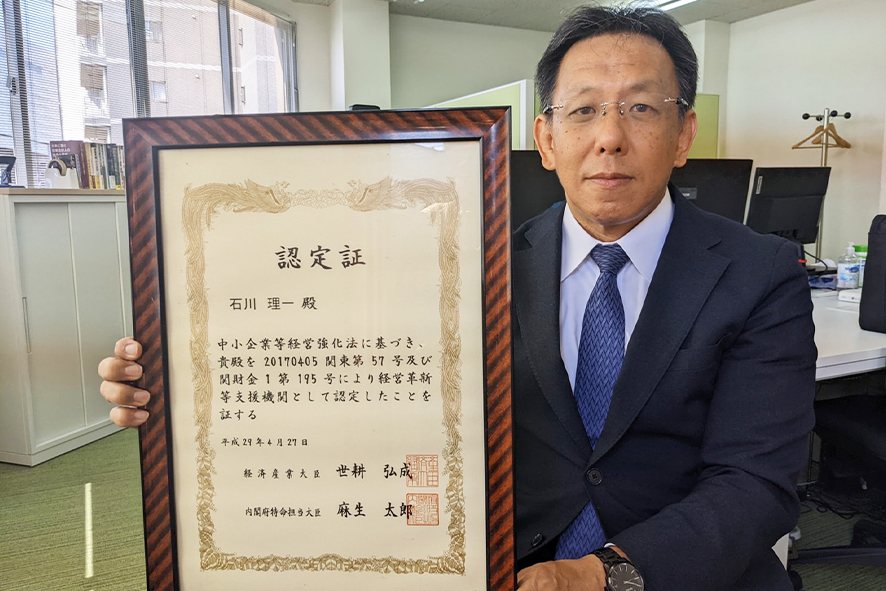 認定証
石川 理一 殿
中小企業等経営強化法に基づき、
貴殿を 20170405 関東第 57 号及び
関財金 1 第 195 号により経営革新
等支援機関として認定したことを
証する
平成 29 年 4 月 27 日
経済産業大臣 世耕 弘成
内閣府特命担当大臣 麻生 太郎